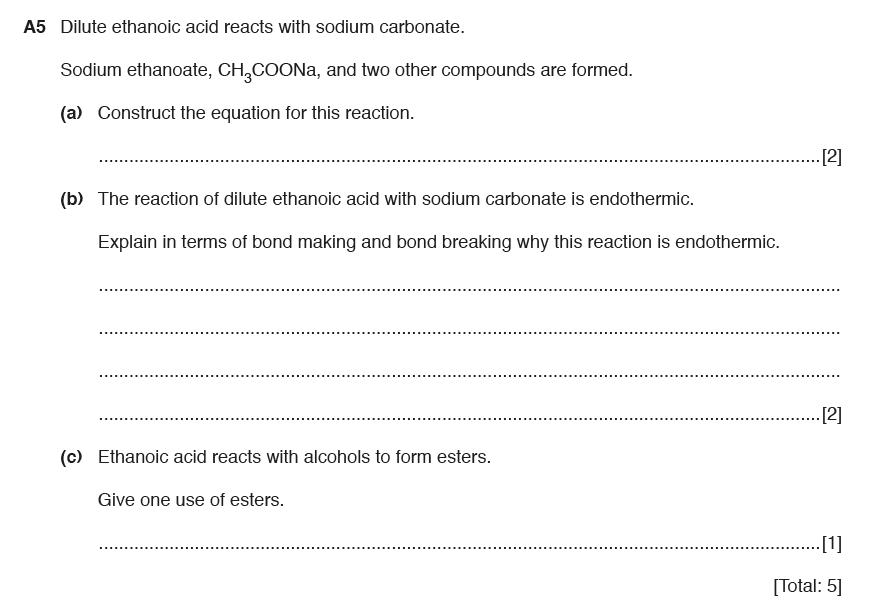 A5 Dilute ethanoic acid reacts with sodium carbonate.
Sodium ethanoate, CH₃COONa, and two other compounds are formed.
(a) Construct the equation for this reaction.
.............................................................................................................................................. [2]
(b) The reaction of dilute ethanoic acid with sodium carbonate is endothermic.
Explain in terms of bond making and bond breaking why this reaction is endothermic.
..................................................................................................................................................
..................................................................................................................................................
..................................................................................................................................................
.............................................................................................................................................. [2]
(c) Ethanoic acid reacts with alcohols to form esters.
Give one use of esters.
.............................................................................................................................................. [1]
[Total: 5]